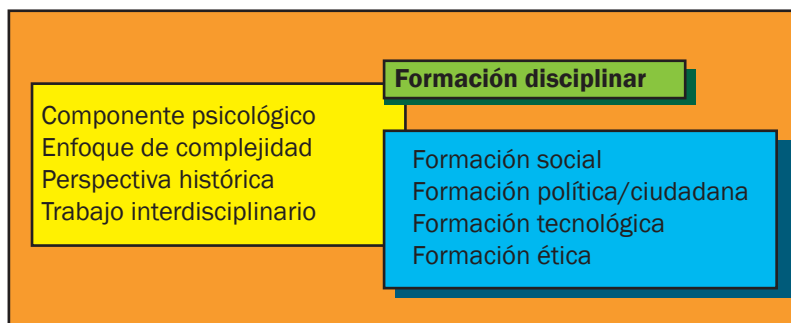 Formación disciplinar
Componente psicológico
Enfoque de complejidad
Perspectiva histórica
Trabajo interdisciplinario
Formación social
Formación política/ciudadana
Formación tecnológica
Formación ética